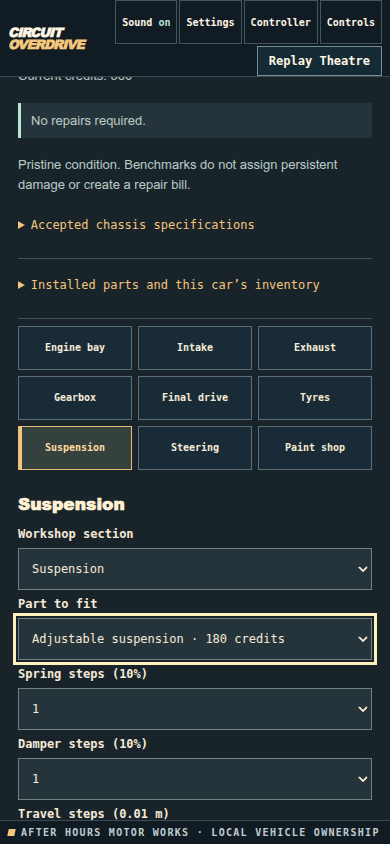 CIRCUIT
OVERDRIVE
Sound on
Settings
Controller
Controls
Replay Theatre
No repairs required.
Pristine condition. Benchmarks do not assign persistent
damage or create a repair bill.
Accepted chassis specifications
Installed parts and this car’s inventory
Engine bay
Intake
Exhaust
Gearbox
Final drive
Tyres
Suspension
Steering
Paint shop
Suspension
Workshop section
Suspension
Part to fit
Adjustable suspension · 180 credits
Spring steps (10%)
1
Damper steps (10%)
1
Travel steps (0.01 m)
AFTER HOURS MOTOR WORKS · LOCAL VEHICLE OWNERSHIP